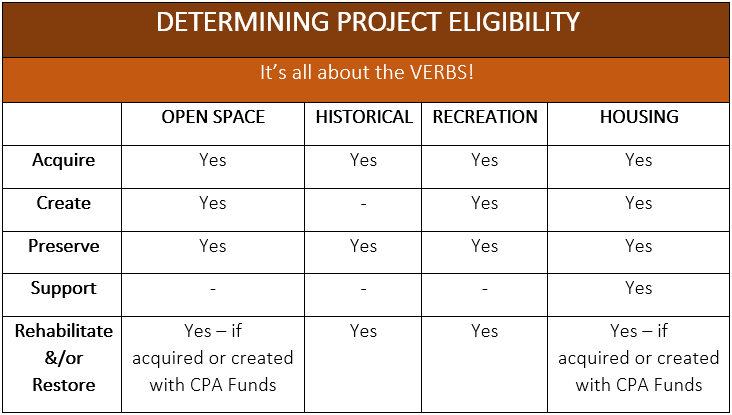 DETERMINING PROJECT ELIGIBILITY
It's all about the VERBS!
OPEN SPACE HISTORICAL RECREATION HOUSING
Acquire Yes Yes Yes Yes
Create Yes - Yes Yes
Preserve Yes Yes Yes Yes
Support - - - Yes
Rehabilitate Yes – if Yes Yes Yes – if
&/or acquired or created acquired or created
Restore with CPA Funds with CPA Funds